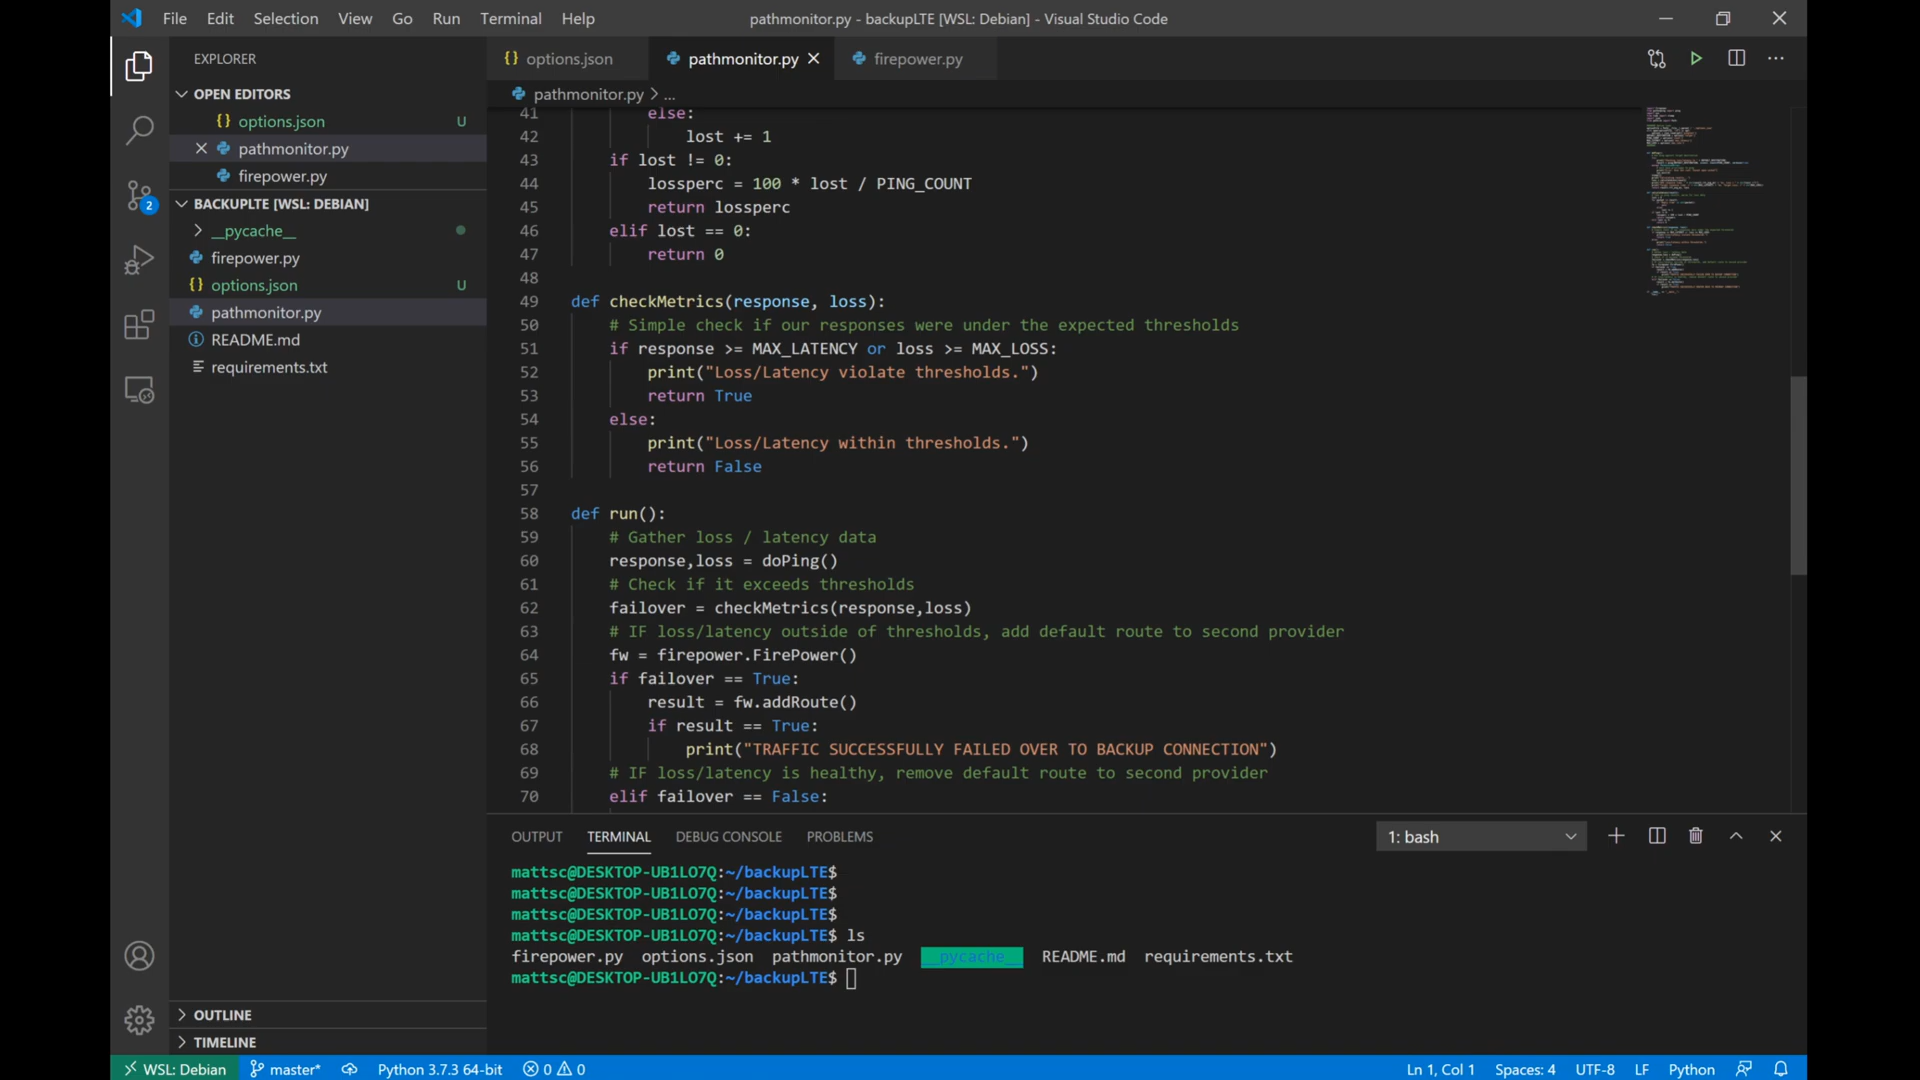 File Edit Selection View Go Run Terminal Help
pathmonitor.py - backupLTE [WSL: Debian] - Visual Studio Code
EXPLORER
OPEN EDITORS
{} options.json U
pathmonitor.py
firepower.py
BACKUPLTE [WSL: DEBIAN]
__pycache__
firepower.py
{} options.json U
pathmonitor.py
README.md
requirements.txt
OUTLINE
TIMELINE
2
{} options.json
pathmonitor.py
firepower.py
pathmonitor.py > ...
41 else:
42 lost += 1
43 if lost != 0:
44 lossperc = 100 * lost / PING_COUNT
45 return lossperc
46 elif lost == 0:
47 return 0
48
49 def checkMetrics(response, loss):
50 # Simple check if our responses were under the expected thresholds
51 if response >= MAX_LATENCY or loss >= MAX_LOSS:
52 print("Loss/Latency violate thresholds.")
53 return True
54 else:
55 print("Loss/Latency within thresholds.")
56 return False
57
58 def run():
59 # Gather loss / latency data
60 response,loss = doPing()
61 # Check if it exceeds thresholds
62 failover = checkMetrics(response,loss)
63 # IF loss/latency outside of thresholds, add default route to second provider
64 fw = firepower.FirePower()
65 if failover == True:
66 result = fw.addRoute()
67 if result == True:
68 print("TRAFFIC SUCCESSFULLY FAILED OVER TO BACKUP CONNECTION")
69 # IF loss/latency is healthy, remove default route to second provider
70 elif failover == False:
OUTPUT TERMINAL DEBUG CONSOLE PROBLEMS
1: bash
mattsc@DESKTOP-UB1LO7Q:~/backupLTE$
mattsc@DESKTOP-UB1LO7Q:~/backupLTE$
mattsc@DESKTOP-UB1LO7Q:~/backupLTE$
mattsc@DESKTOP-UB1LO7Q:~/backupLTE$ ls
firepower.py options.json pathmonitor.py __pycache__ README.md requirements.txt
mattsc@DESKTOP-UB1LO7Q:~/backupLTE$
WSL: Debian master* Python 3.7.3 64-bit 0 0 Ln 1, Col 1 Spaces: 4 UTF-8 LF Python